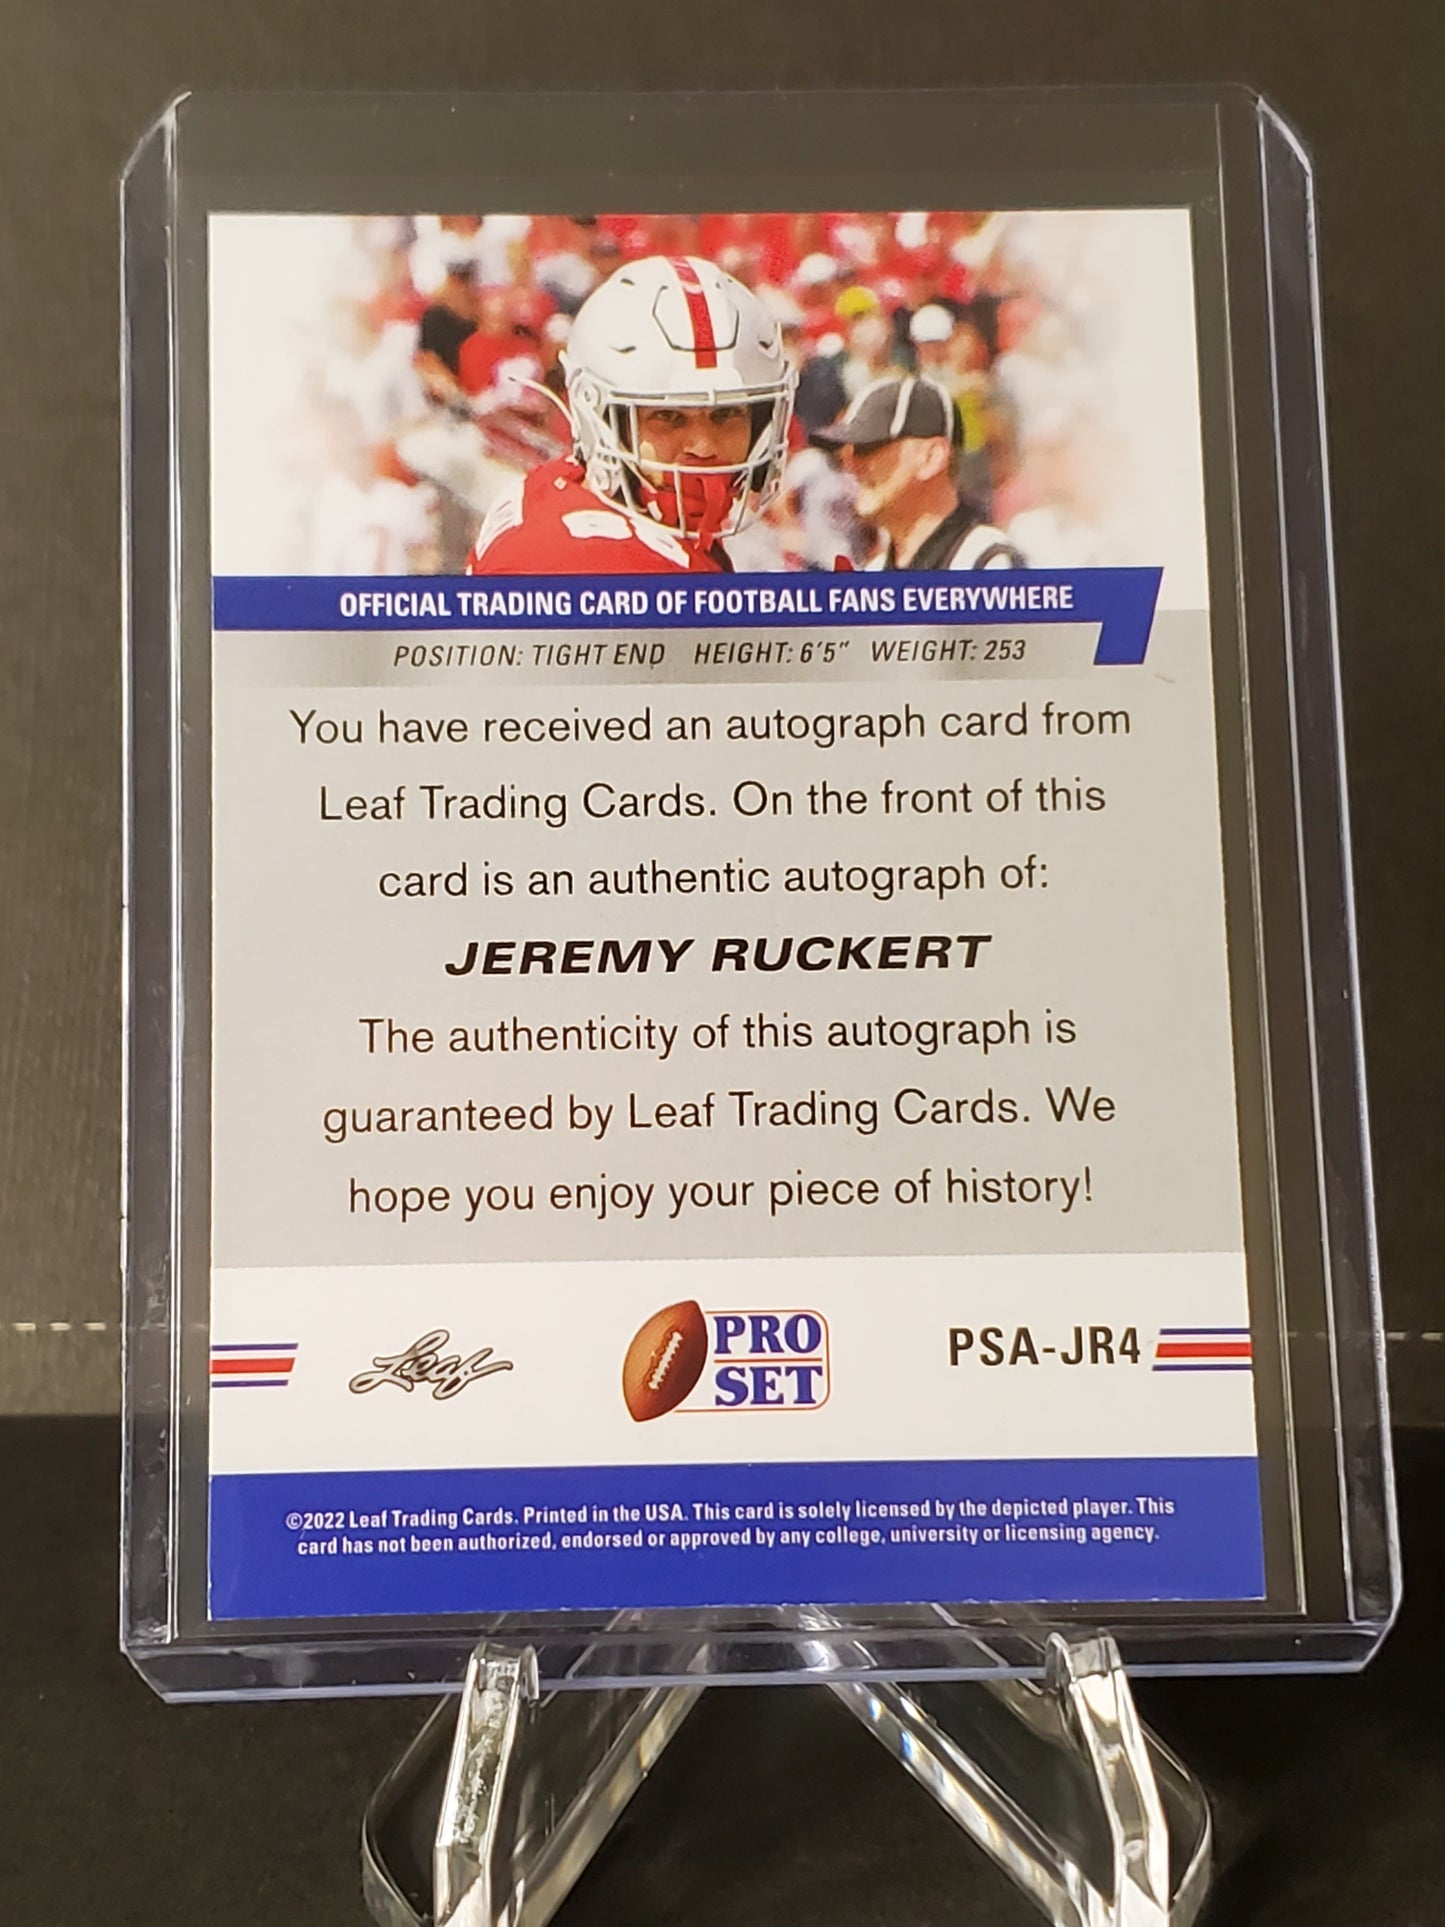 OFFICIAL TRADING CARD OF FOOTBALL FANS EVERYWHERE
POSITION: TIGHT END HEIGHT: 6'5" WEIGHT: 253
You have received an autograph card from
Leaf Trading Cards. On the front of this
card is an authentic autograph of:
JEREMY RUCKERT
The authenticity of this autograph is
guaranteed by Leaf Trading Cards. We
hope you enjoy your piece of history!
Leaf
PRO
SET
PSA-JR4
©2022 Leaf Trading Cards. Printed in the USA. This card is solely licensed by the depicted player. This
card has not been authorized, endorsed or approved by any college, university or licensing agency.